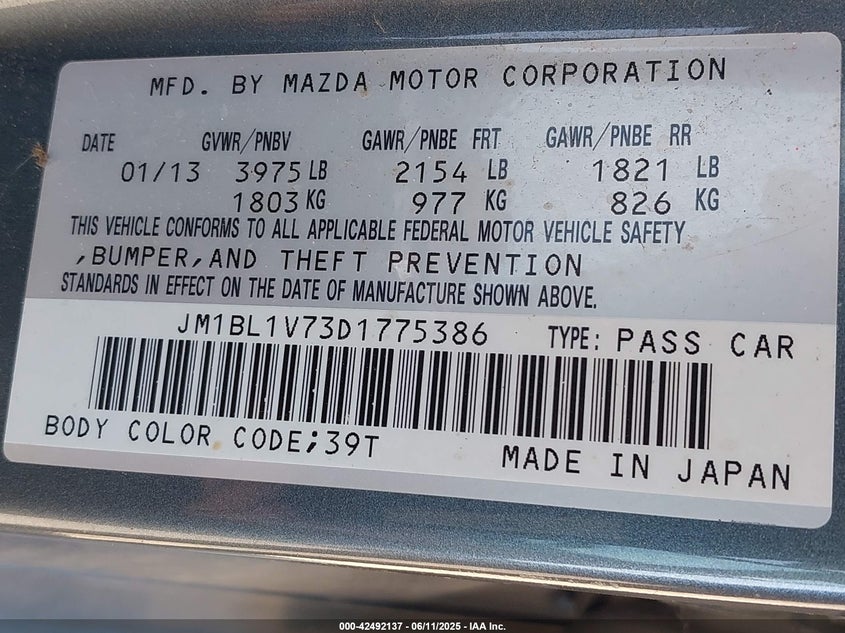 MFD. BY MAZDA MOTOR CORPORATION
DATE GVWR/PNBV GAWR/PNBE FRT GAWR/PNBE RR
01/13 3975 LB 2154 LB 1821 LB
1803 KG 977 KG 826 KG
THIS VEHICLE CONFORMS TO ALL APPLICABLE FEDERAL MOTOR VEHICLE SAFETY
,BUMPER,AND THEFT PREVENTION
STANDARDS IN EFFECT ON THE DATE OF MANUFACTURE SHOWN ABOVE.
JM1BL1V73D1775386 TYPE: PASS CAR
BODY COLOR CODE;39T MADE IN JAPAN
000-42492137 - 06/11/2025 - IAA Inc.